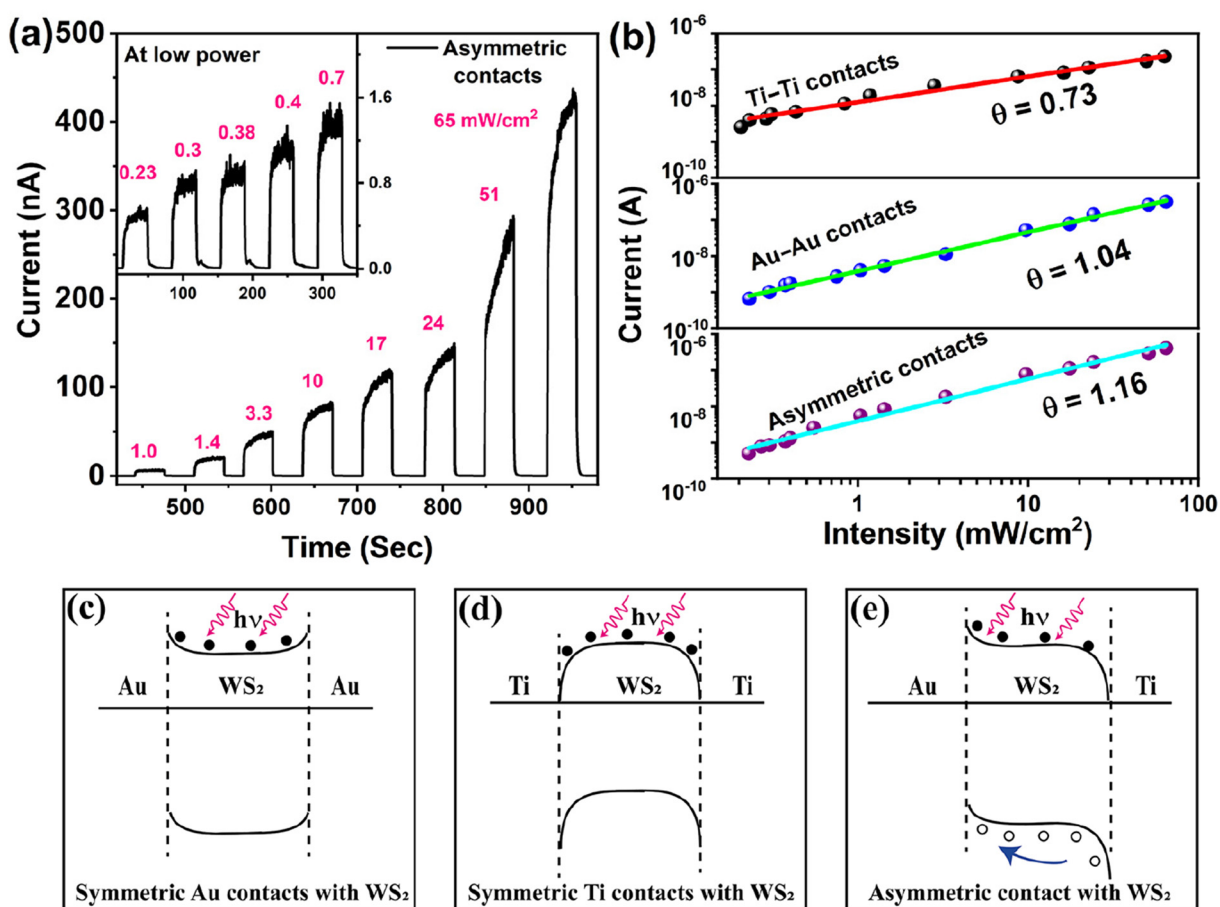 (a)
500
400
300
200
100
0
Current (nA)
500
600
700
800
900
Time (Sec)
At low power
Asymmetric
contacts
0.23
0.3
0.38
0.4
0.7
1.6
0.8
0.0
100
200
300
65 mW/cm²
51
24
17
10
3.3
1.4
1.0
(b)
Current (A)
10⁻⁶
10⁻⁸
10⁻¹⁰
Ti–Ti contacts
θ = 0.73
10⁻⁶
10⁻⁸
10⁻¹⁰
Au–Au contacts
θ = 1.04
10⁻⁶
10⁻⁸
10⁻¹⁰
Asymmetric contacts
θ = 1.16
1
10
100
Intensity (mW/cm²)
(c)
hν
Au
WS₂
Au
Symmetric Au contacts with WS₂
(d)
hν
Ti
WS₂
Ti
Symmetric Ti contacts with WS₂
(e)
hν
Au
WS₂
Ti
Asymmetric contact with WS₂